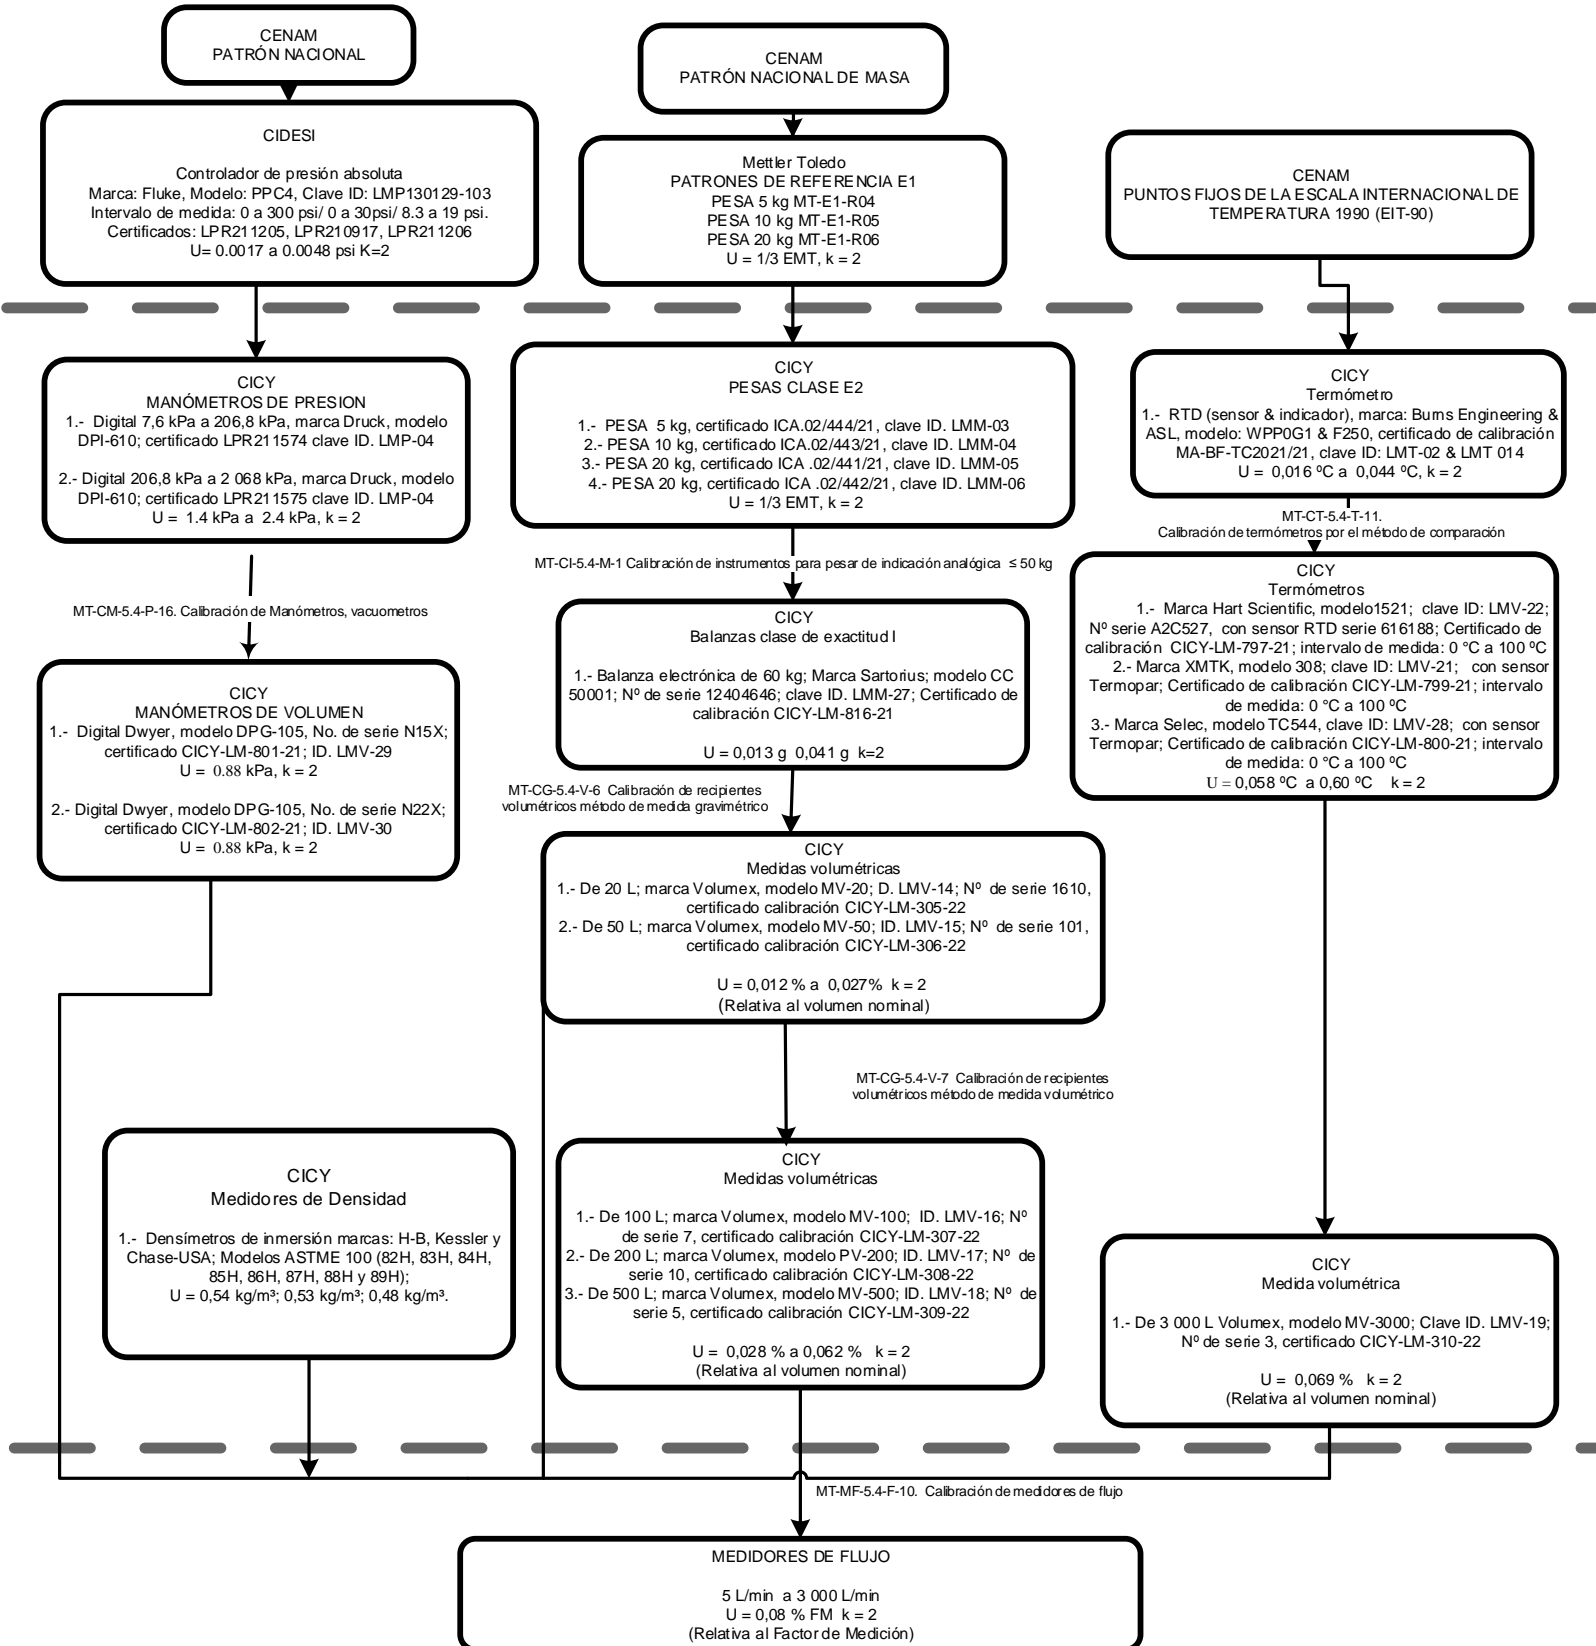 CENAM
PATRÓN NACIONAL
CENAM
PATRÓN NACIONAL DE MASA
CIDESI
Controlador de presión absoluta
Marca: Fluke, Modelo: PPC4, Clave ID: LMP130129-103
Intervalo de medida: 0 a 300 psi/ 0 a 30psi/ 8.3 a 19 psi.
Certificados: LPR211205, LPR210917, LPR211206
U= 0.0017 a 0.0048 psi K=2
Mettler Toledo
PATRONES DE REFERENCIA E1
PESA 5 kg MT-E1-R04
PESA 10 kg MT-E1-R05
PESA 20 kg MT-E1-R06
U = 1/3 EMT, k = 2
CENAM
PUNTOS FIJOS DE LA ESCALA INTERNACIONAL DE
TEMPERATURA 1990 (EIT-90)
CICY
MANÓMETROS DE PRESION
1.- Digital 7,6 kPa a 206,8 kPa, marca Druck, modelo
DPI-610; certificado LPR211574 clave ID. LMP-04
2.- Digital 206,8 kPa a 2 068 kPa, marca Druck, modelo
DPI-610; certificado LPR211575 clave ID. LMP-04
U = 1.4 kPa a 2.4 kPa, k = 2
CICY
PESAS CLASE E2
1.- PESA 5 kg, certificado ICA.02/444/21, clave ID. LMM-03
2.- PESA 10 kg, certificado ICA.02/443/21, clave ID. LMM-04
3.- PESA 20 kg, certificado ICA .02/441/21, clave ID. LMM-05
4.- PESA 20 kg, certificado ICA .02/442/21, clave ID. LMM-06
U = 1/3 EMT, k = 2
CICY
Termómetro
1.- RTD (sensor & indicador), marca: Burns Engineering &
ASL, modelo: WPP0G1 & F250, certificado de calibración
MA-BF-TC2021/21, clave ID: LMT-02 & LMT 014
U = 0,016 ºC a 0,044 ºC, k = 2
MT-CT-5.4-T-11.
Calibración de termómetros por el método de comparación
MT-CI-5.4-M-1 Calibración de instrumentos para pesar de indicación analógica ≤ 50 kg
MT-CM-5.4-P-16. Calibración de Manómetros, vacuometros
CICY
Termómetros
1.- Marca Hart Scientific, modelo1521; clave ID: LMV-22;
Nº serie A2C527, con sensor RTD serie 616188; Certificado de
calibración CICY-LM-797-21; intervalo de medida: 0 °C a 100 ºC
2.- Marca XMTK, modelo 308; clave ID: LMV-21; con sensor
Termopar; Certificado de calibración CICY-LM-799-21; intervalo
de medida: 0 °C a 100 ºC
3.- Marca Selec, modelo TC544, clave ID: LMV-28; con sensor
Termopar; Certificado de calibración CICY-LM-800-21; intervalo
de medida: 0 °C a 100 ºC
U = 0,058 ºC a 0,60 ºC k = 2
CICY
Balanzas clase de exactitud I
1.- Balanza electrónica de 60 kg; Marca Sartorius; modelo CC
50001; Nº de serie 12404646; clave ID. LMM-27; Certificado de
calibración CICY-LM-816-21
U = 0,013 g 0,041 g k=2
CICY
MANÓMETROS DE VOLUMEN
1.- Digital Dwyer, modelo DPG-105, No. de serie N15X;
certificado CICY-LM-801-21; ID. LMV-29
U = 0.88 kPa, k = 2
2.- Digital Dwyer, modelo DPG-105, No. de serie N22X;
certificado CICY-LM-802-21; ID. LMV-30
U = 0.88 kPa, k = 2
MT-CG-5.4-V-6 Calibración de recipientes
volumétricos método de medida gravimétrico
CICY
Medidas volumétricas
1.- De 20 L; marca Volumex, modelo MV-20; D. LMV-14; Nº de serie 1610,
certificado calibración CICY-LM-305-22
2.- De 50 L; marca Volumex, modelo MV-50; ID. LMV-15; Nº de serie 101,
certificado calibración CICY-LM-306-22
U = 0,012 % a 0,027% k = 2
(Relativa al volumen nominal)
MT-CG-5.4-V-7 Calibración de recipientes
volumétricos método de medida volumétrico
CICY
Medidores de Densidad
1.- Densímetros de inmersión marcas: H-B, Kessler y
Chase-USA; Modelos ASTME 100 (82H, 83H, 84H,
85H, 86H, 87H, 88H y 89H);
U = 0,54 kg/m³; 0,53 kg/m³; 0,48 kg/m³.
CICY
Medidas volumétricas
1.- De 100 L; marca Volumex, modelo MV-100; ID. LMV-16; Nº
de serie 7, certificado calibración CICY-LM-307-22
2.- De 200 L; marca Volumex, modelo PV-200; ID. LMV-17; Nº de
serie 10, certificado calibración CICY-LM-308-22
3.- De 500 L; marca Volumex, modelo MV-500; ID. LMV-18; Nº de
serie 5, certificado calibración CICY-LM-309-22
U = 0,028 % a 0,062 % k = 2
(Relativa al volumen nominal)
CICY
Medida volumétrica
1.- De 3 000 L Volumex, modelo MV-3000; Clave ID. LMV-19;
Nº de serie 3, certificado CICY-LM-310-22
U = 0,069 % k = 2
(Relativa al volumen nominal)
MT-MF-5.4-F-10. Calibración de medidores de flujo
MEDIDORES DE FLUJO
5 L/min a 3 000 L/min
U = 0,08 % FM k = 2
(Relativa al Factor de Medición)